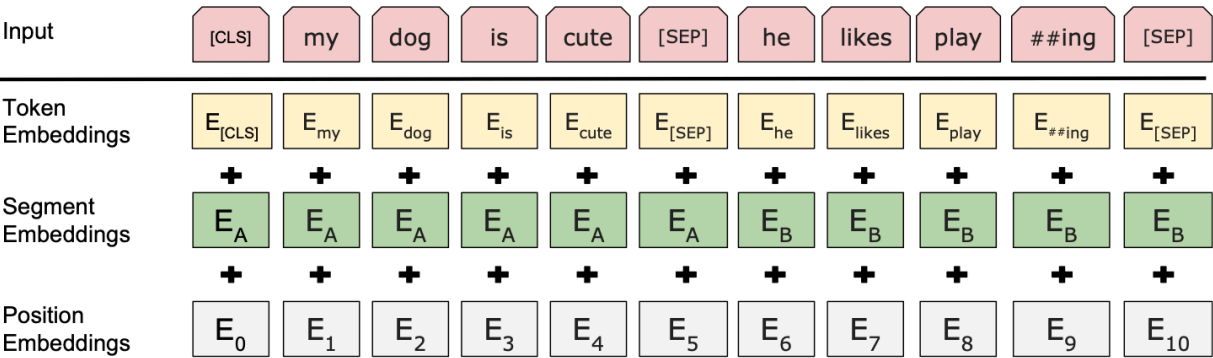 Input [CLS] my dog is cute [SEP] he likes play ##ing [SEP]
Token Embeddings E[CLS] Emy Edog Eis Ecute E[SEP] Ehe Elikes Eplay E##ing E[SEP]
+ + + + + + + + + + +
Segment Embeddings EA EA EA EA EA EA EB EB EB EB EB
+ + + + + + + + + + +
Position Embeddings E0 E1 E2 E3 E4 E5 E6 E7 E8 E9 E10